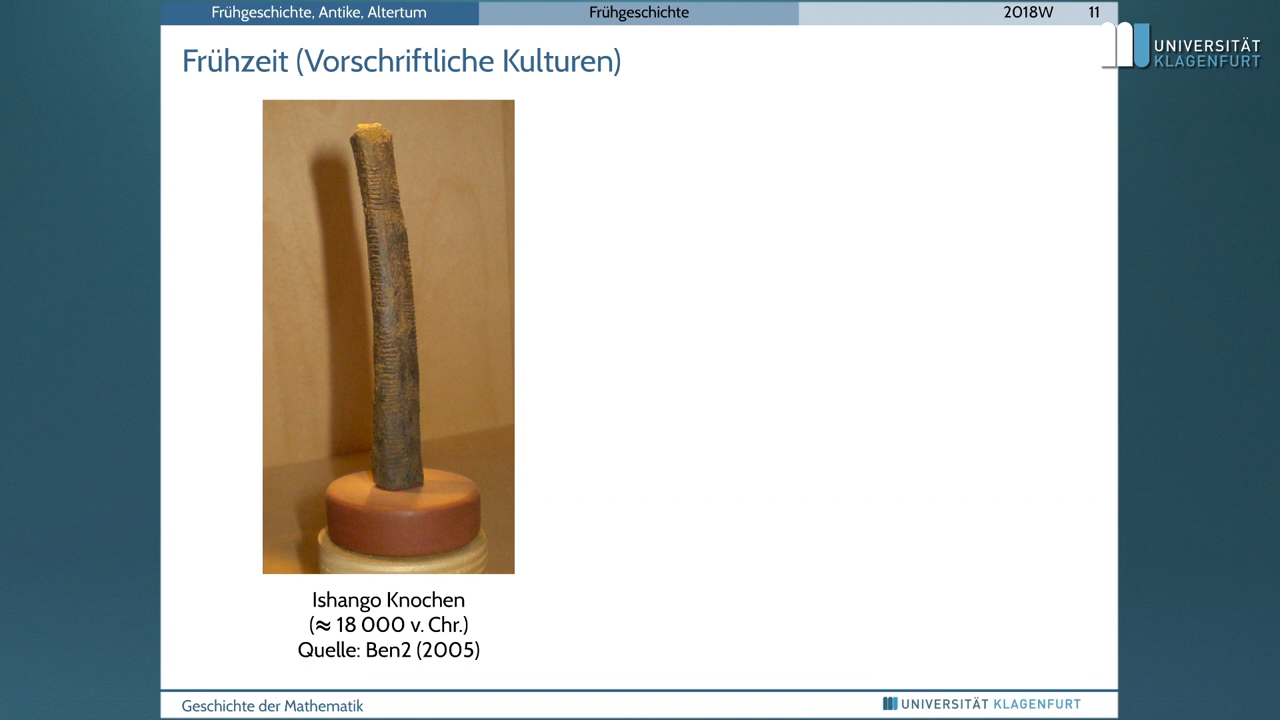 Frühgeschichte, Antike, Altertum
Frühgeschichte
2018W
11
UNIVERSITÄT
KLAGENFURT
Frühzeit (Vorschriftliche Kulturen)
Ishango Knochen
(≈ 18 000 v. Chr.)
Quelle: Ben2 (2005)
Geschichte der Mathematik
UNIVERSITÄT KLAGENFURT